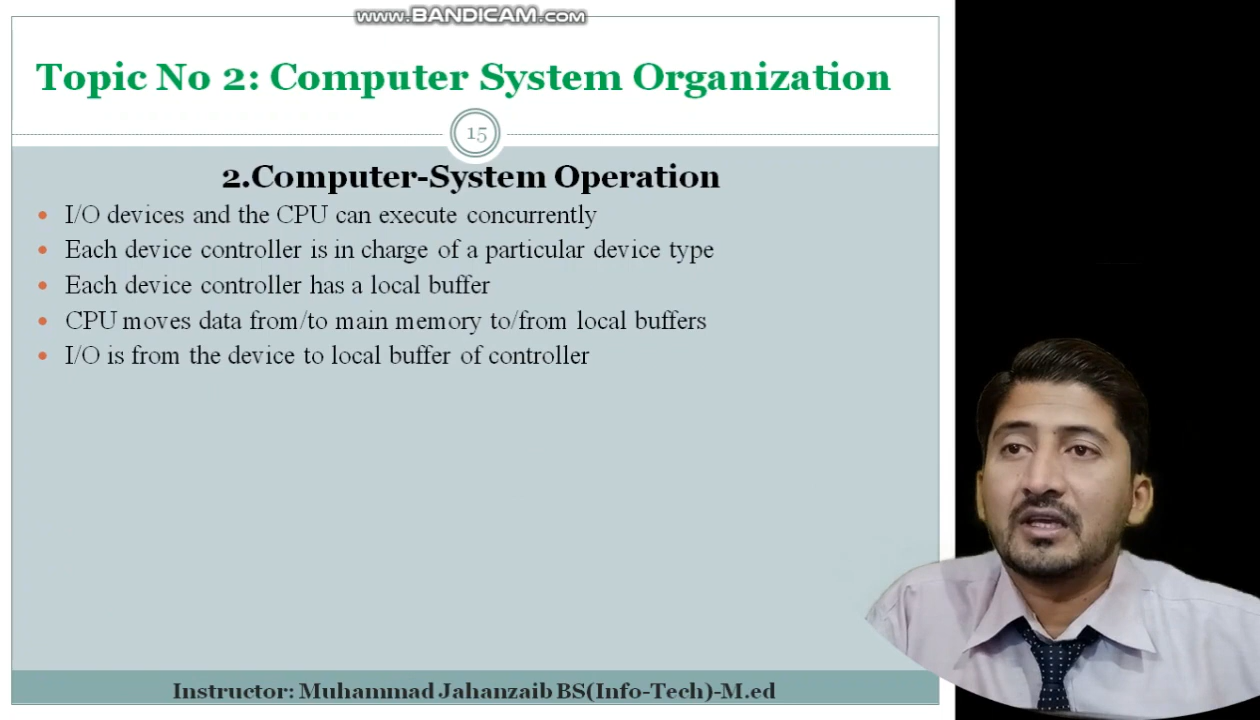 www.BANDICAM.com
Topic No 2: Computer System Organization
15
2.Computer-System Operation
• I/O devices and the CPU can execute concurrently
• Each device controller is in charge of a particular device type
• Each device controller has a local buffer
• CPU moves data from/to main memory to/from local buffers
• I/O is from the device to local buffer of controller
Instructor: Muhammad Jahanzaib BS(Info-Tech)-M.ed